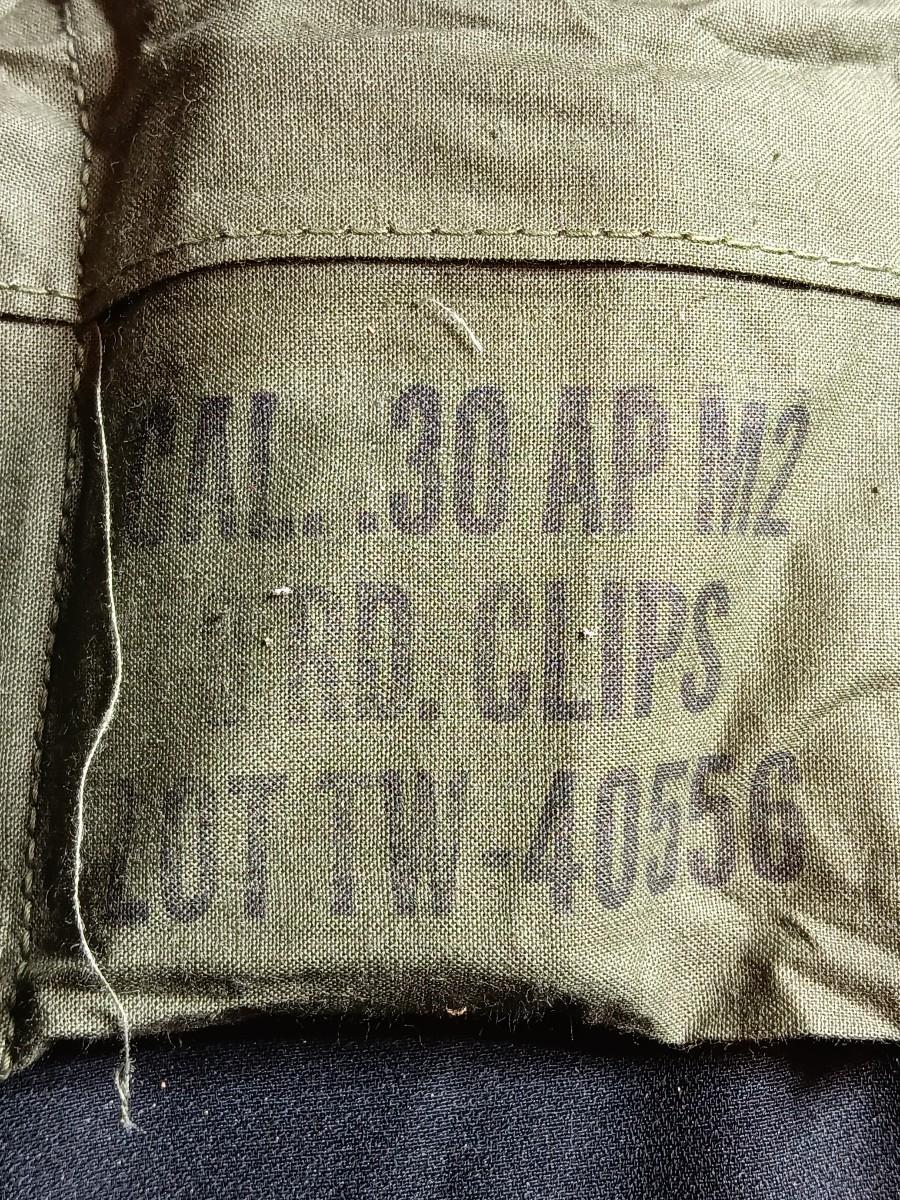 CAL. .30 AP M2
RD. CLIPS
LOT TW-40556